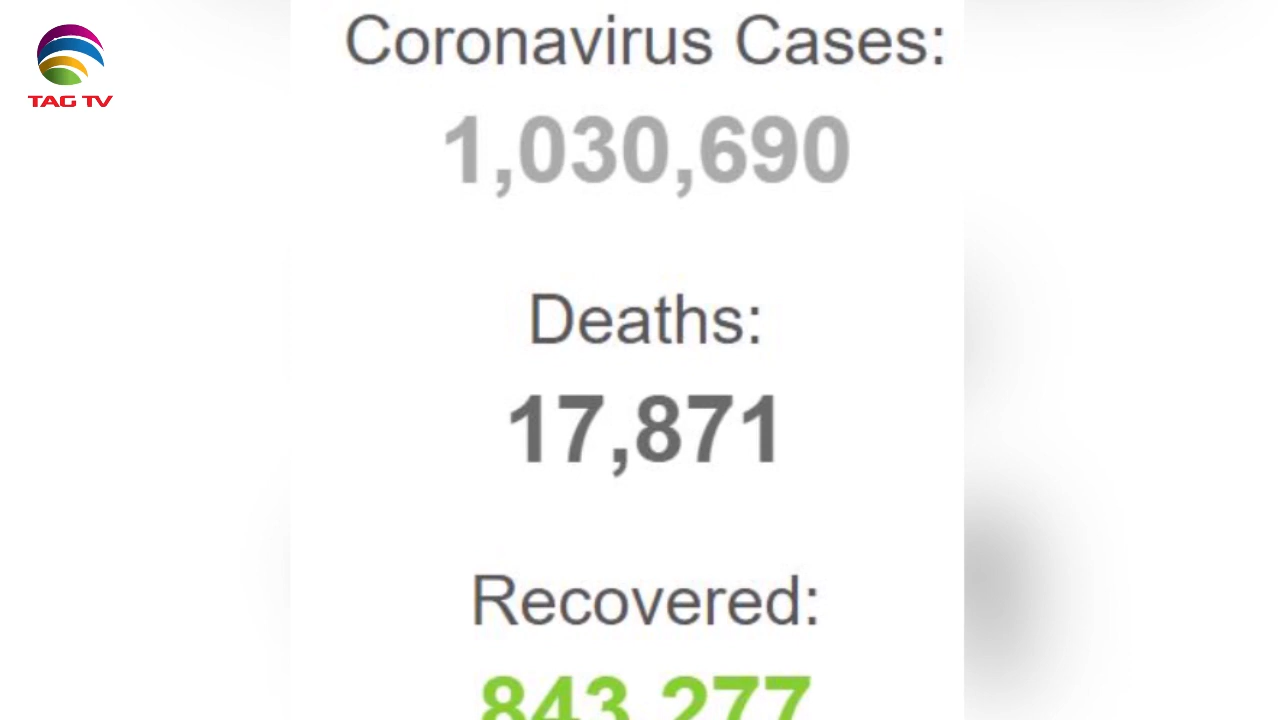 TAG TV
Coronavirus Cases:
1,030,690
Deaths:
17,871
Recovered:
843,277